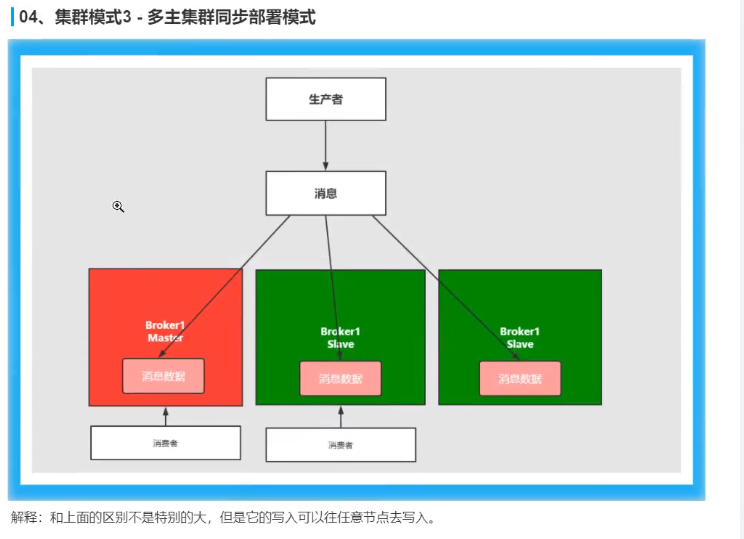 04、集群模式3 - 多主集群同步部署模式
生产者
消息
Broker1
Master
消息数据
Broker1
Slave
消息数据
Broker1
Slave
消息数据
消费者
消费者
解释：和上面的区别不是特别的大，但是它的写入可以往任意节点去写入。